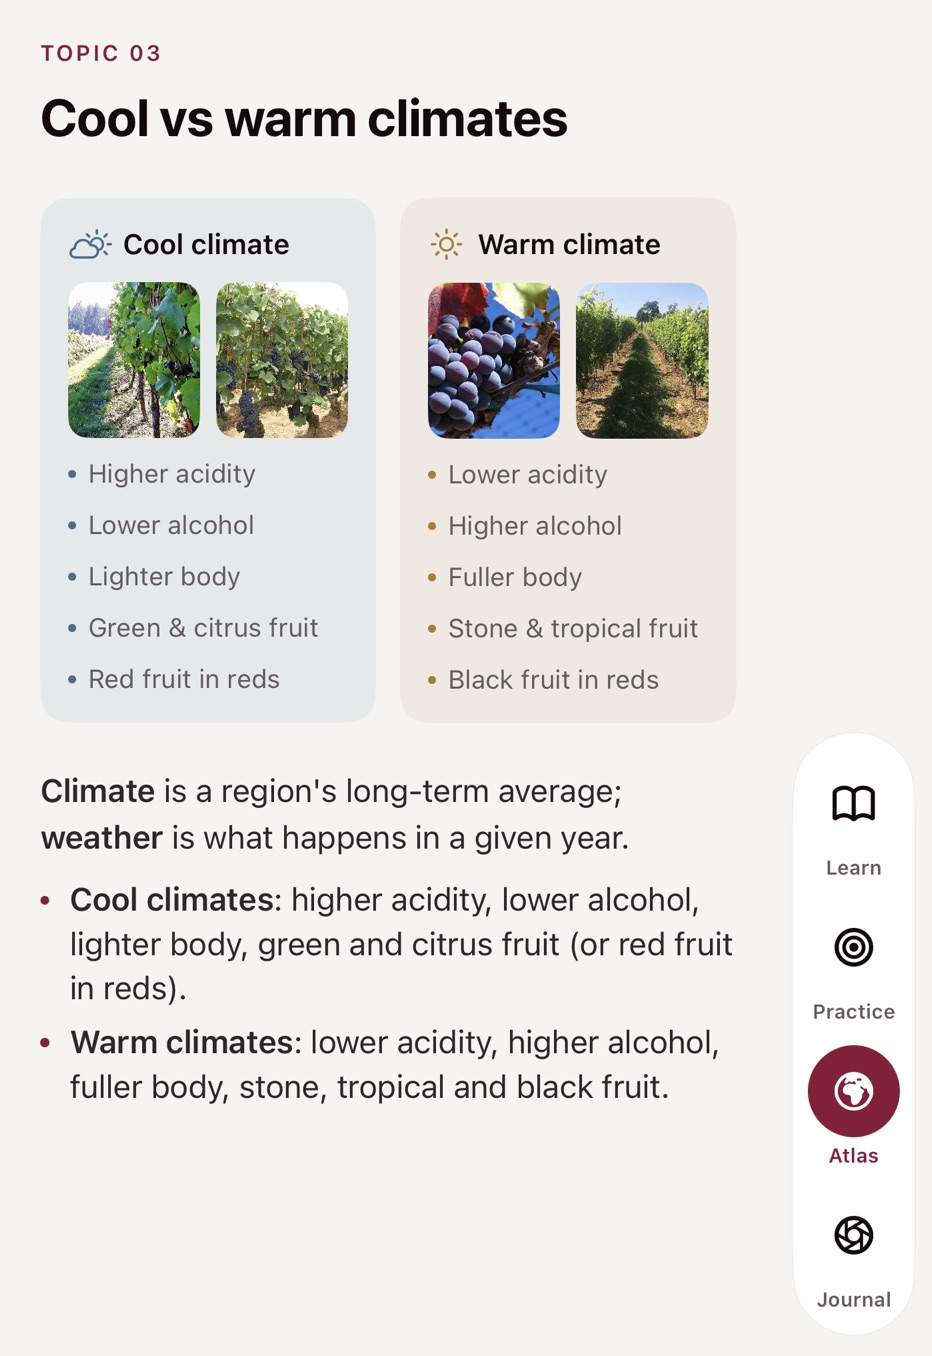 TOPIC 03
Cool vs warm climates
Cool climate
Higher acidity
Lower alcohol
Lighter body
Green & citrus fruit
Red fruit in reds
Warm climate
Lower acidity
Higher alcohol
Fuller body
Stone & tropical fruit
Black fruit in reds
Climate is a region's long-term average;
weather is what happens in a given year.
• Cool climates: higher acidity, lower alcohol,
lighter body, green and citrus fruit (or red fruit
in reds).
• Warm climates: lower acidity, higher alcohol,
fuller body, stone, tropical and black fruit.
Learn
Practice
Atlas
Journal